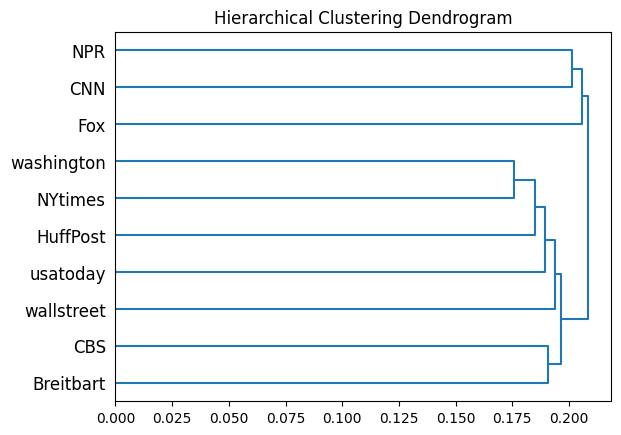 Hierarchical Clustering Dendrogram
NPR
CNN
Fox
washington
NYtimes
HuffPost
usatoday
wallstreet
CBS
Breitbart
0.000 0.025 0.050 0.075 0.100 0.125 0.150 0.175 0.200